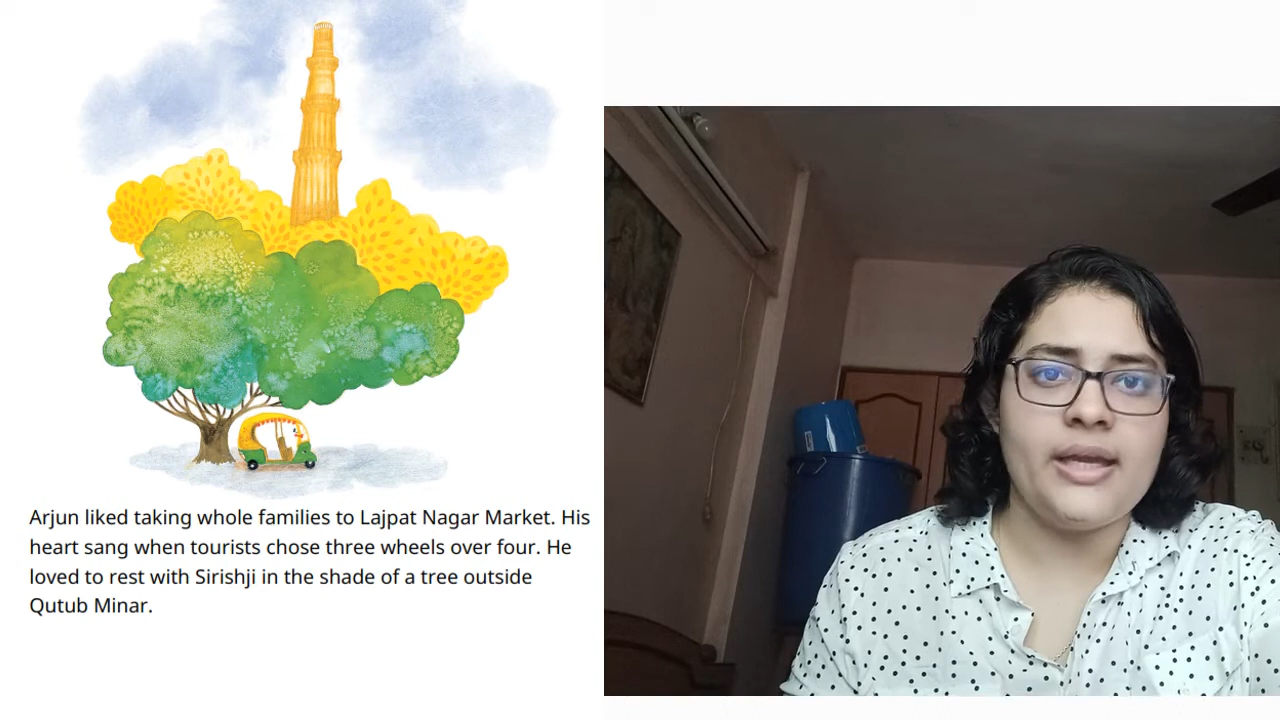 Arjun liked taking whole families to Lajpat Nagar Market. His
heart sang when tourists chose three wheels over four. He
loved to rest with Sirishji in the shade of a tree outside
Qutub Minar.